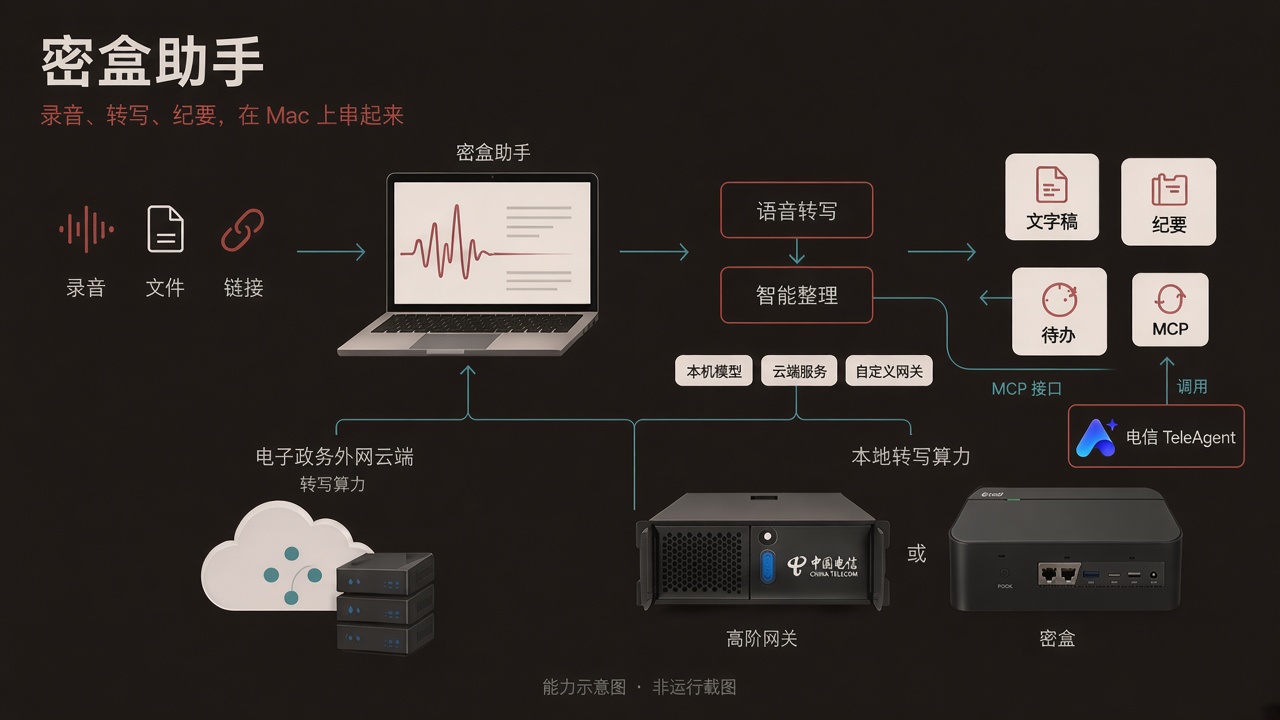 密盒助手
录音、转写、纪要，在 Mac 上串起来
密盒助手
录音
文件
链接
语音转写
智能整理
文字稿
纪要
待办
MCP
本机模型
云端服务
自定义网关
MCP 接口
调用
电信 TeleAgent
电子政务外网云端
转写算力
本地转写算力
中国电信
CHINA TELECOM
或
高阶网关
密盒
能力示意图 · 非运行截图